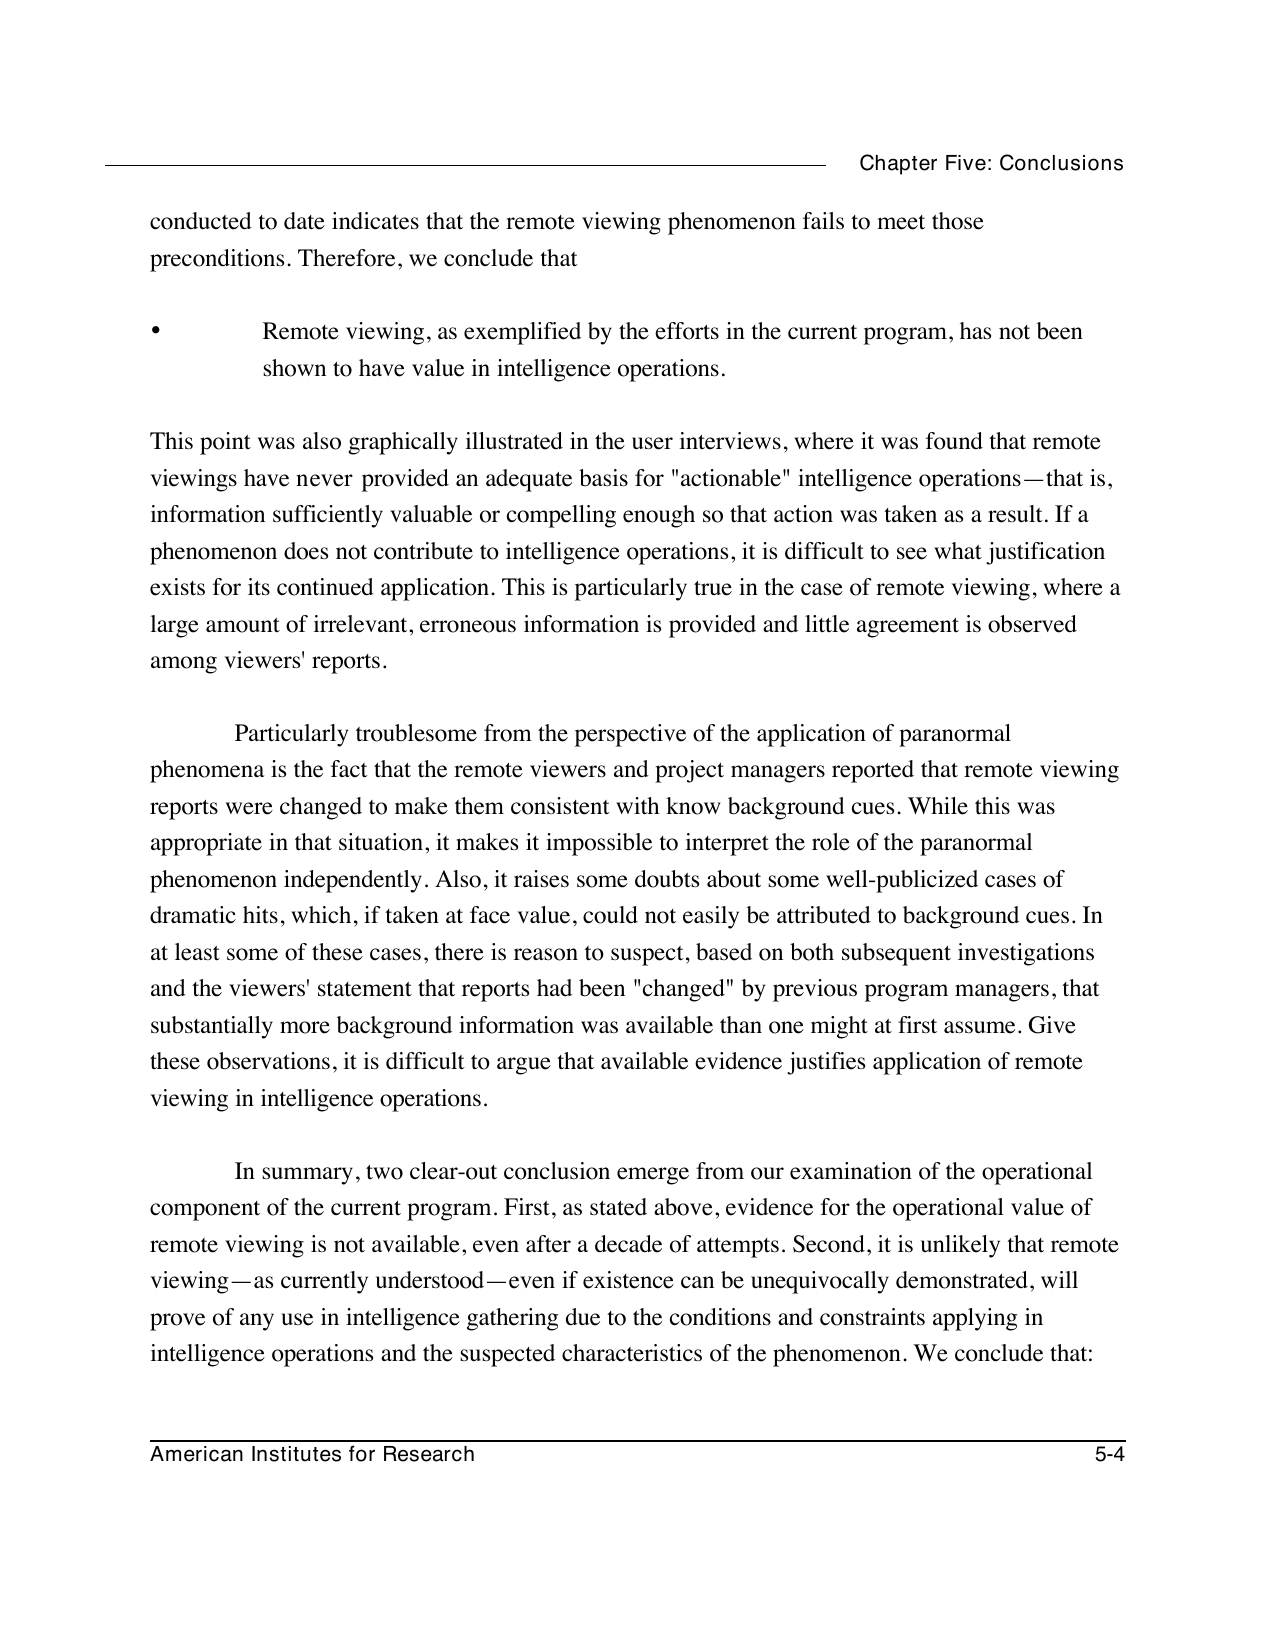 Chapter Five: Conclusions
conducted to date indicates that the remote viewing phenomenon fails to meet those
preconditions. Therefore, we conclude that
• Remote viewing, as exemplified by the efforts in the current program, has not been
shown to have value in intelligence operations.
This point was also graphically illustrated in the user interviews, where it was found that remote
viewings have never provided an adequate basis for "actionable" intelligence operations—that is,
information sufficiently valuable or compelling enough so that action was taken as a result. If a
phenomenon does not contribute to intelligence operations, it is difficult to see what justification
exists for its continued application. This is particularly true in the case of remote viewing, where a
large amount of irrelevant, erroneous information is provided and little agreement is observed
among viewers' reports.
Particularly troublesome from the perspective of the application of paranormal
phenomena is the fact that the remote viewers and project managers reported that remote viewing
reports were changed to make them consistent with know background cues. While this was
appropriate in that situation, it makes it impossible to interpret the role of the paranormal
phenomenon independently. Also, it raises some doubts about some well-publicized cases of
dramatic hits, which, if taken at face value, could not easily be attributed to background cues. In
at least some of these cases, there is reason to suspect, based on both subsequent investigations
and the viewers' statement that reports had been "changed" by previous program managers, that
substantially more background information was available than one might at first assume. Give
these observations, it is difficult to argue that available evidence justifies application of remote
viewing in intelligence operations.
In summary, two clear-out conclusion emerge from our examination of the operational
component of the current program. First, as stated above, evidence for the operational value of
remote viewing is not available, even after a decade of attempts. Second, it is unlikely that remote
viewing—as currently understood—even if existence can be unequivocally demonstrated, will
prove of any use in intelligence gathering due to the conditions and constraints applying in
intelligence operations and the suspected characteristics of the phenomenon. We conclude that:
American Institutes for Research 5-4